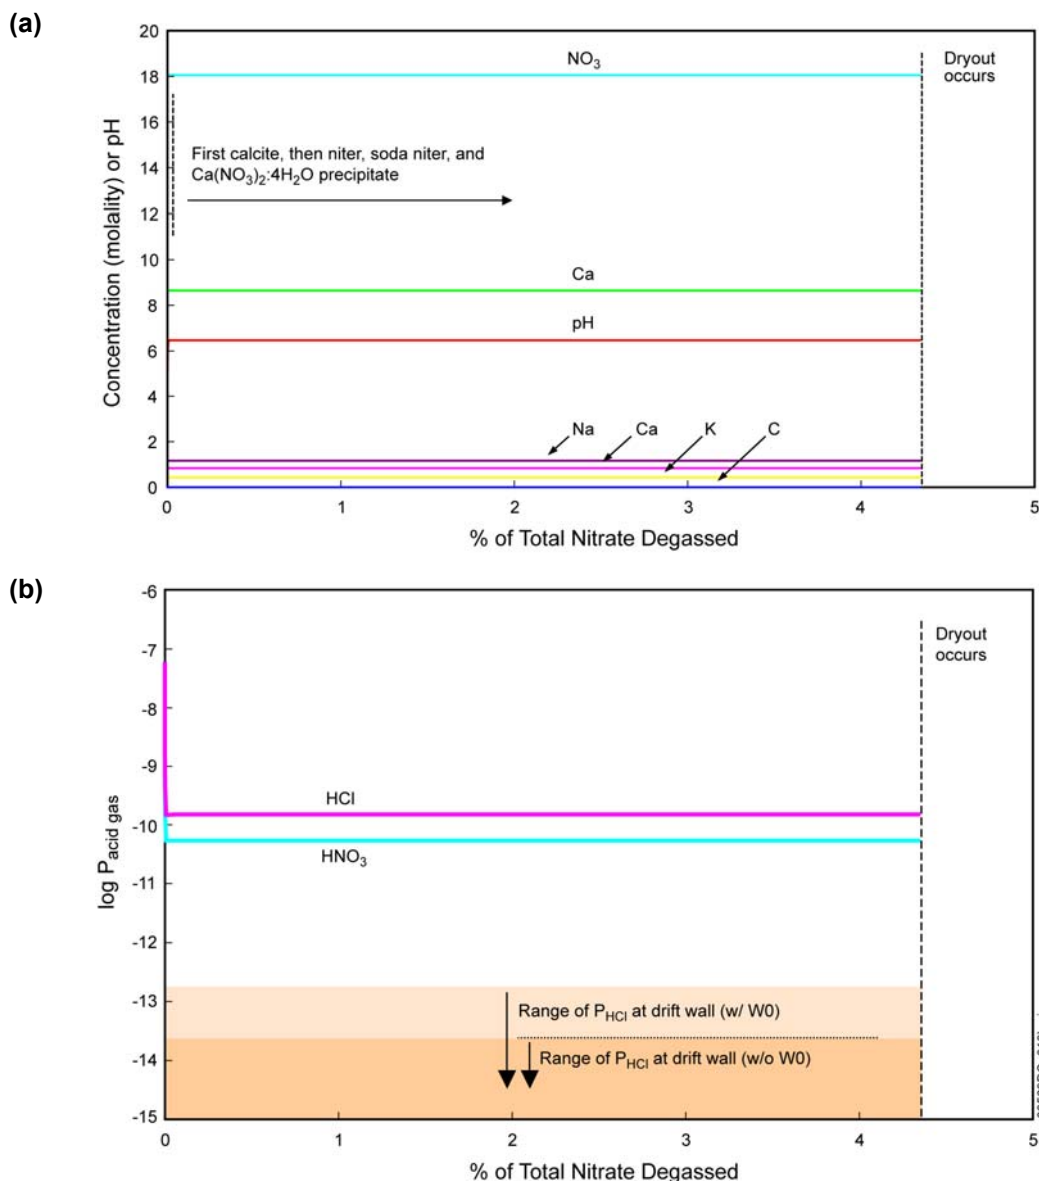 (a)
20
18
16
14
12
10
8
6
4
2
0
Concentration (molality) or pH
NO3
Dryout
occurs
First calcite, then niter, soda niter, and
Ca(NO3)2:4H2O precipitate
Ca
pH
Na Ca K C
0 1 2 3 4 5
% of Total Nitrate Degassed
(b)
-6
-7
-8
-9
-10
-11
-12
-13
-14
-15
log Pacid gas
Dryout
occurs
HCl
HNO3
Range of PHCl at drift wall (w/ W0)
Range of PHCl at drift wall (w/o W0)
0 1 2 3 4 5
% of Total Nitrate Degassed